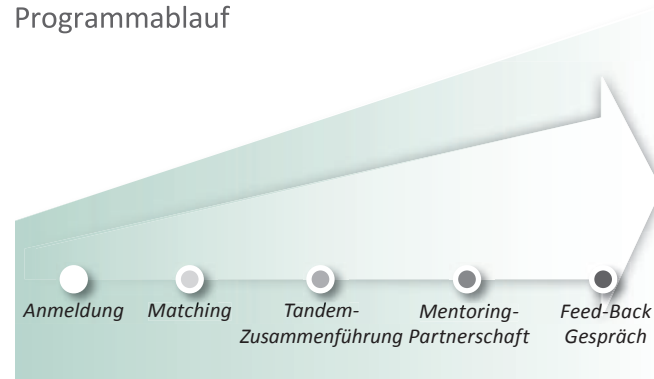 Programmablauf
Anmeldung
Matching
Tandem-
Zusammenführung
Mentoring-
Partnerschaft
Feed-Back
Gespräch